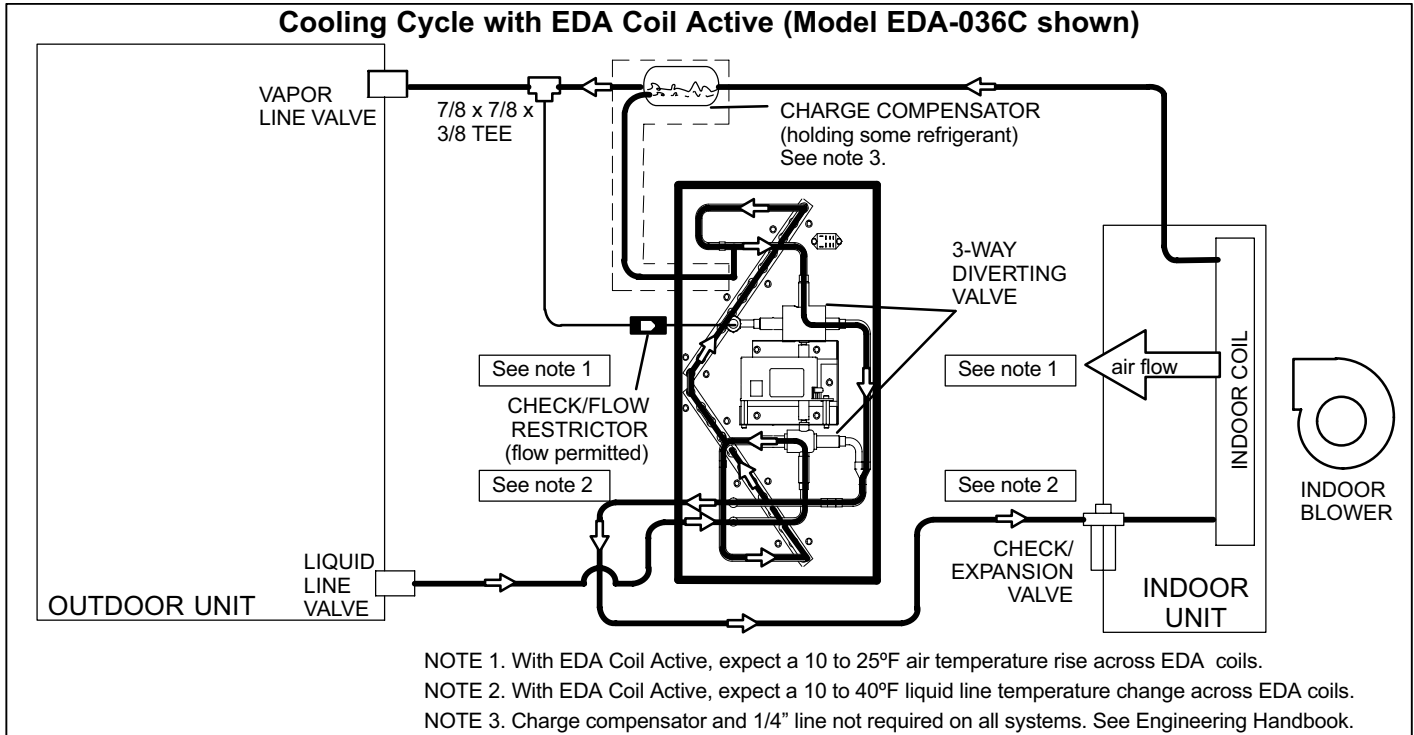 Cooling Cycle with EDA Coil Active (Model EDA-036C shown)
VAPOR
LINE VALVE
7/8 x 7/8 x
3/8 TEE
CHARGE COMPENSATOR
(holding some refrigerant)
See note 3.
3-WAY
DIVERTING
VALVE
See note 1
CHECK/FLOW
RESTRICTOR
(flow permitted)
See note 2
See note 1
air flow
INDOOR COIL
See note 2
INDOOR
BLOWER
CHECK/
EXPANSION
VALVE
INDOOR
UNIT
LIQUID
LINE
VALVE
OUTDOOR UNIT
NOTE 1. With EDA Coil Active, expect a 10 to 25ºF air temperature rise across EDA coils.
NOTE 2. With EDA Coil Active, expect a 10 to 40ºF liquid line temperature change across EDA coils.
NOTE 3. Charge compensator and 1/4” line not required on all systems. See Engineering Handbook.